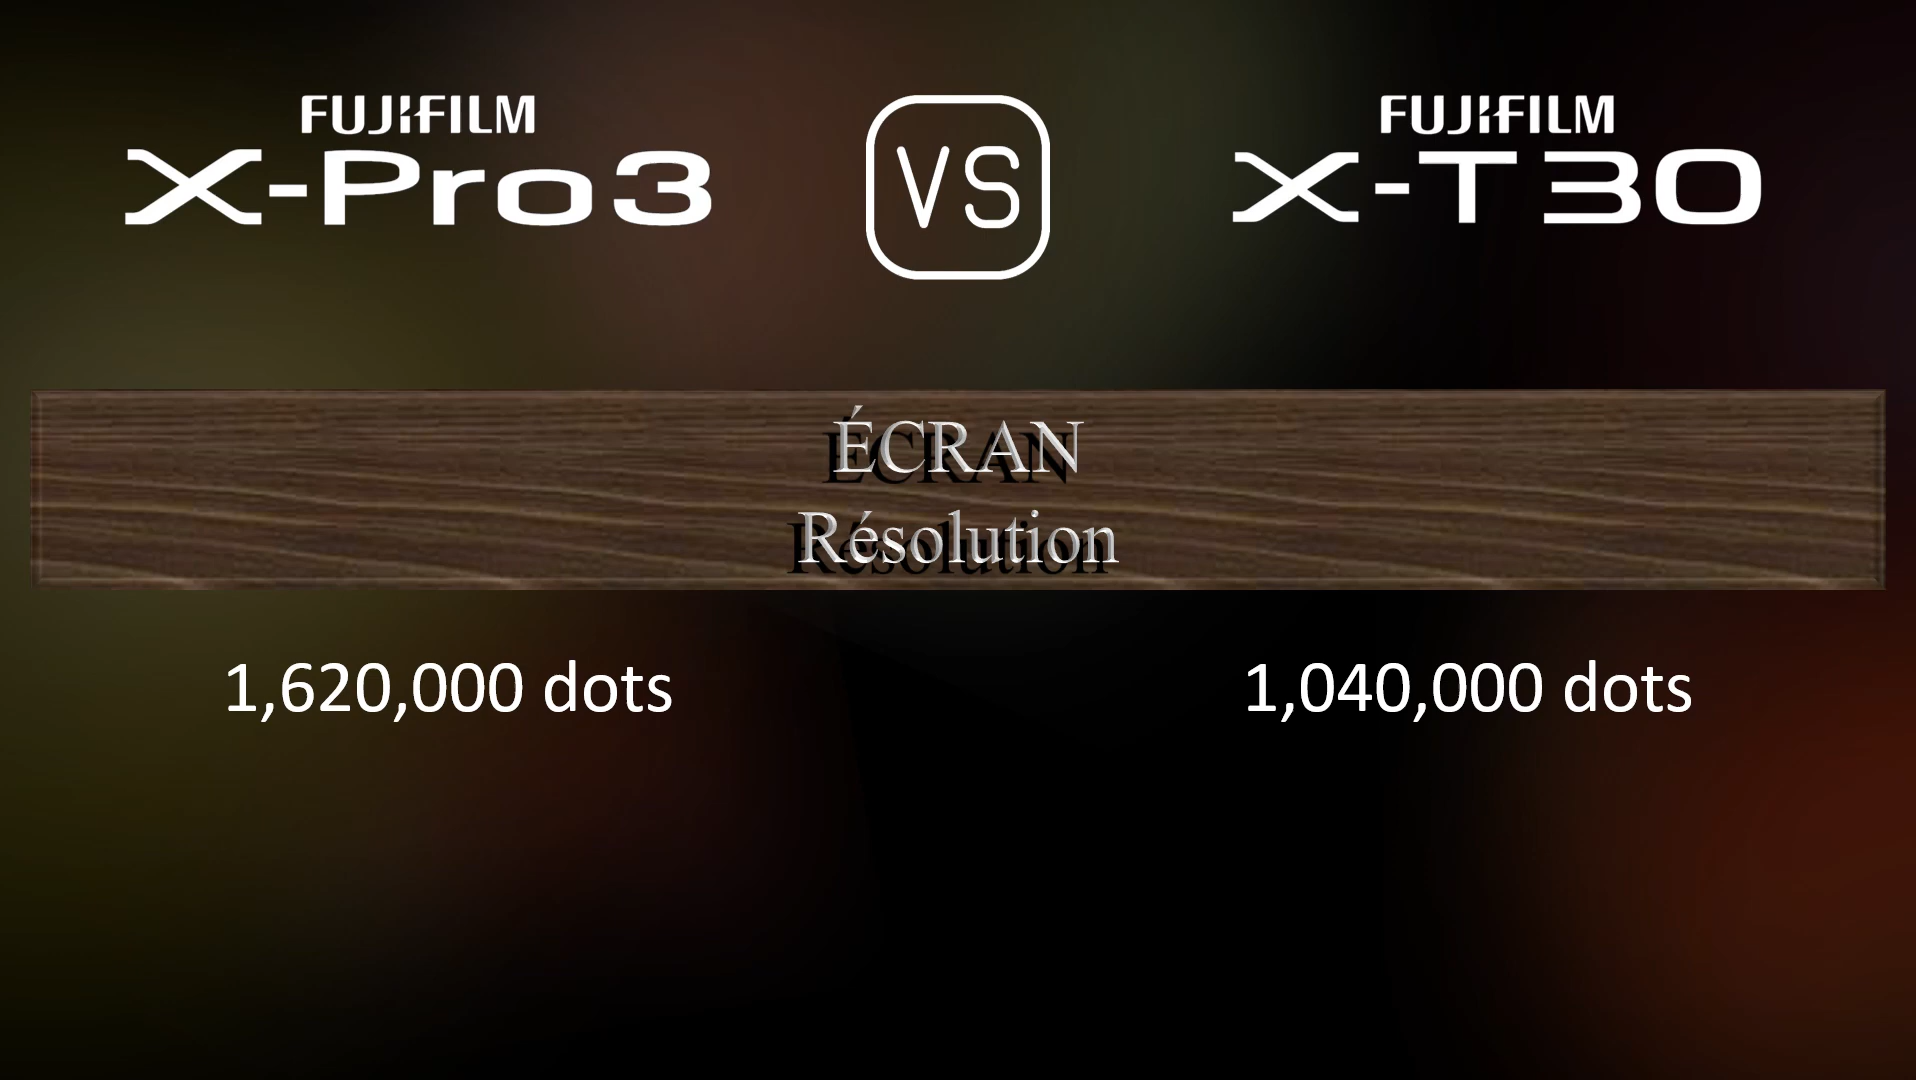 FUJIFILM
X-Pro3
VS
FUJIFILM
X-T30
ÉCRAN
Résolution
1,620,000 dots
1,040,000 dots